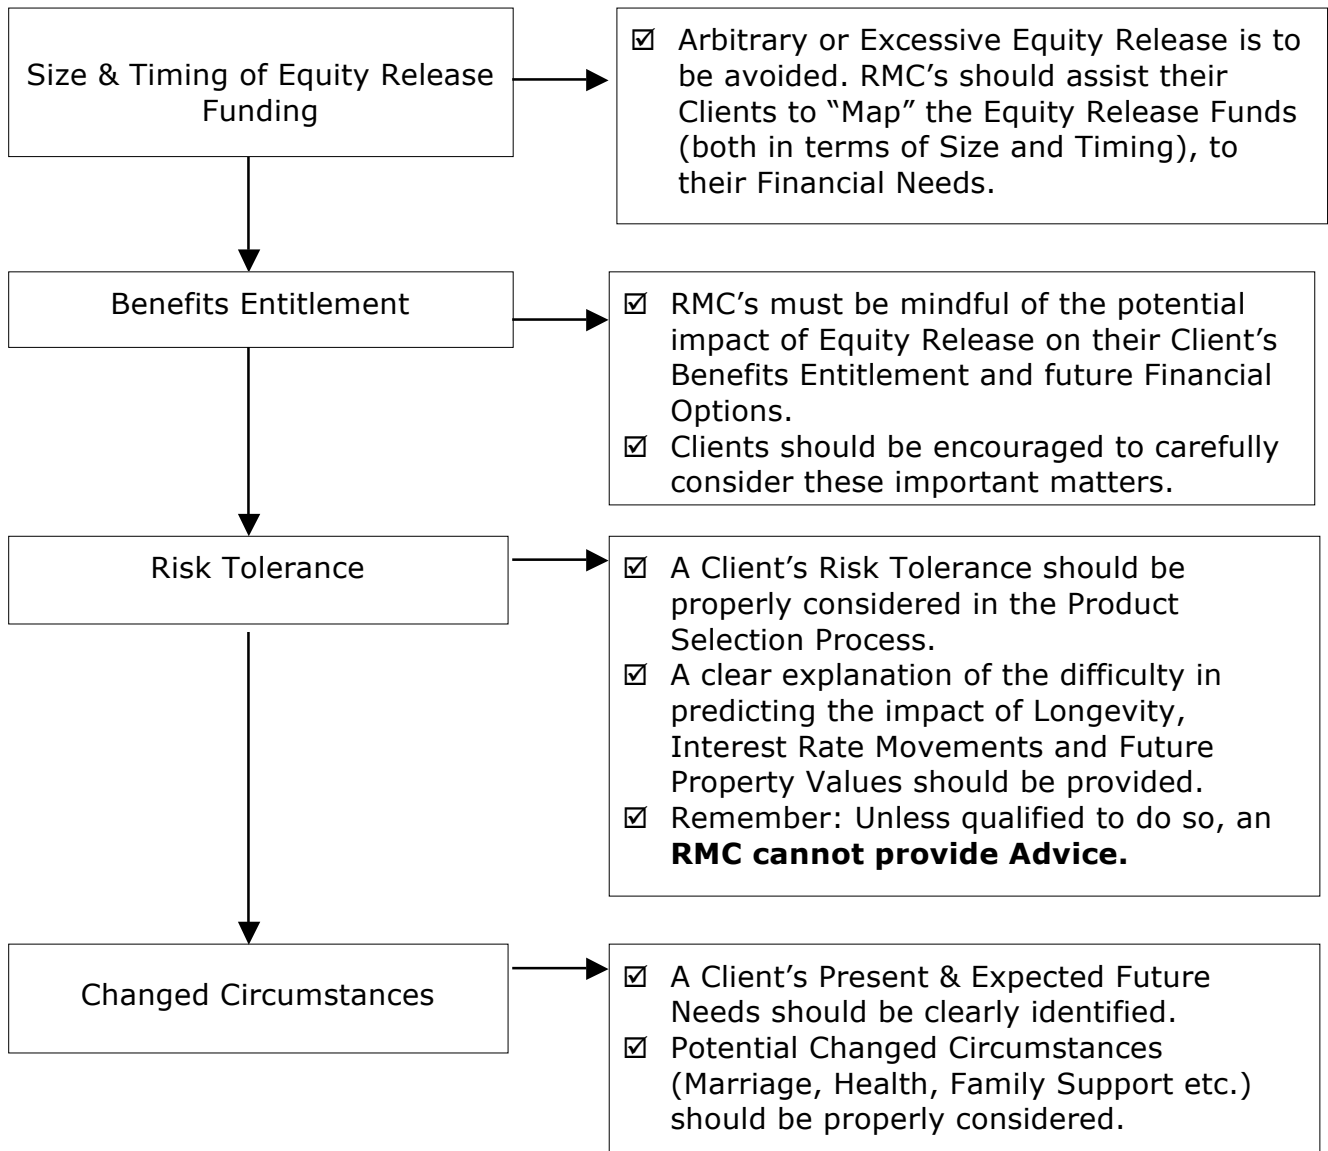 Size & Timing of Equity Release
Funding
☑ Arbitrary or Excessive Equity Release is to
be avoided. RMC’s should assist their
Clients to “Map” the Equity Release Funds
(both in terms of Size and Timing), to
their Financial Needs.
Benefits Entitlement
☑ RMC’s must be mindful of the potential
impact of Equity Release on their Client’s
Benefits Entitlement and future Financial
Options.
☑ Clients should be encouraged to carefully
consider these important matters.
Risk Tolerance
☑ A Client’s Risk Tolerance should be
properly considered in the Product
Selection Process.
☑ A clear explanation of the difficulty in
predicting the impact of Longevity,
Interest Rate Movements and Future
Property Values should be provided.
☑ Remember: Unless qualified to do so, an
RMC cannot provide Advice.
Changed Circumstances
☑ A Client’s Present & Expected Future
Needs should be clearly identified.
☑ Potential Changed Circumstances
(Marriage, Health, Family Support etc.)
should be properly considered.